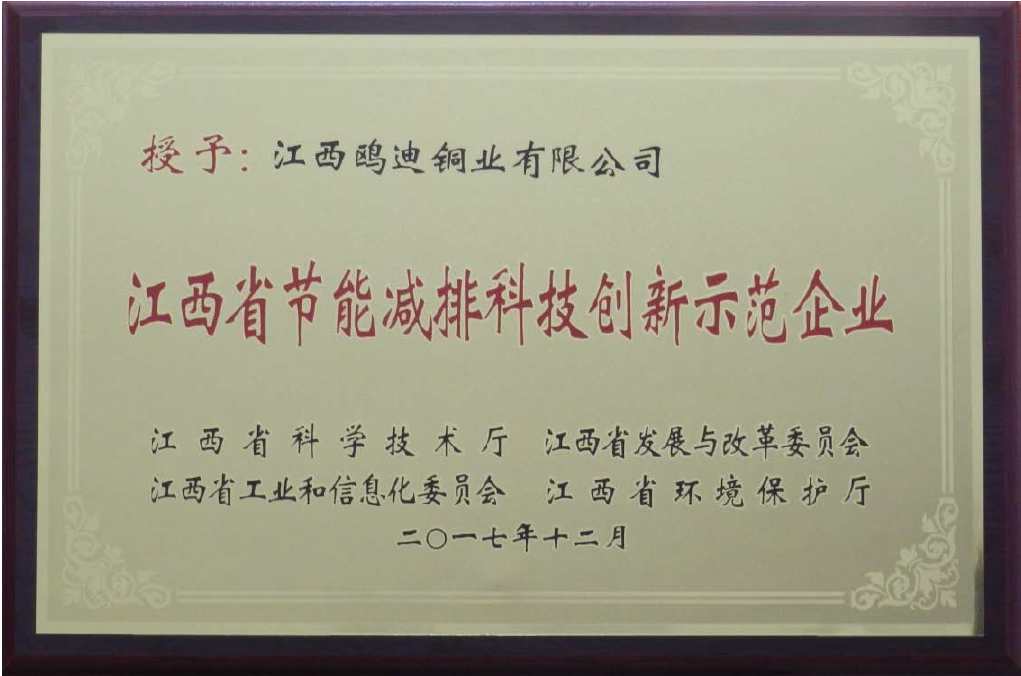 授予：江西鸥迪铜业有限公司
江西省节能减排科技创新示范企业
江西省科学技术厅 江西省发展与改革委员会
江西省工业和信息化委员会 江西省环境保护厅
二〇一七年十二月